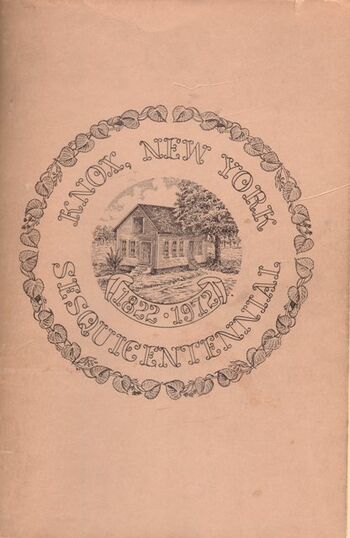 KNOX, NEW YORK
1822 · 1972
SESQUICENTENNIAL